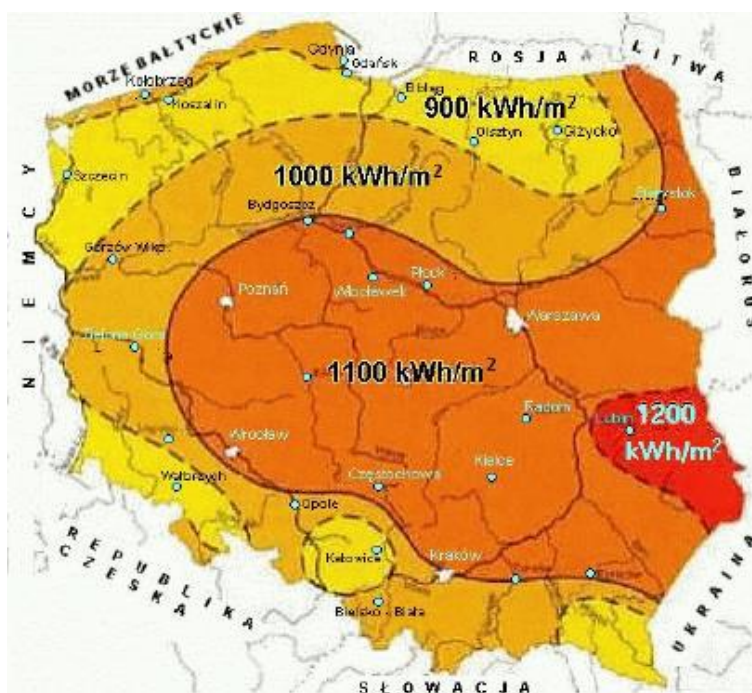 MORZE BAŁTYCKIE
ROSJA
LITWA
BIAŁORUŚ
UKRAINA
SŁOWACJA
REPUBLIKA
CZESKA
NIEMCY
Gdynia
Gdańsk
Kołobrzeg
Koszalin
Elbląg
900 kWh/m²
Olsztyn
Giżycko
Szczecin
1000 kWh/m²
Białystok
Bydgoszcz
Gorzów Wlkp.
Płock
Poznań
Włocławek
Warszawa
Zielona Góra
1100 kWh/m²
Radom
Lublin
1200
kWh/m²
Wrocław
Kielce
Wałbrzych
Częstochowa
Opole
Katowice
Kraków
Bielsko - Biała